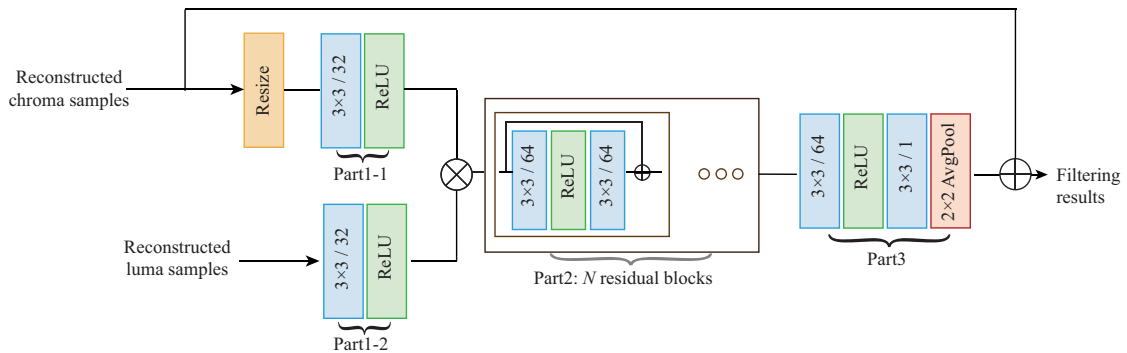 Reconstructed
chroma samples
Resize
3×3 / 32
ReLU
Part1-1
Reconstructed
luma samples
3×3 / 32
ReLU
Part1-2
3×3 / 64
ReLU
3×3 / 64
Part2: N residual blocks
3×3 / 64
ReLU
3×3 / 1
2×2 AvgPool
Part3
Filtering
results